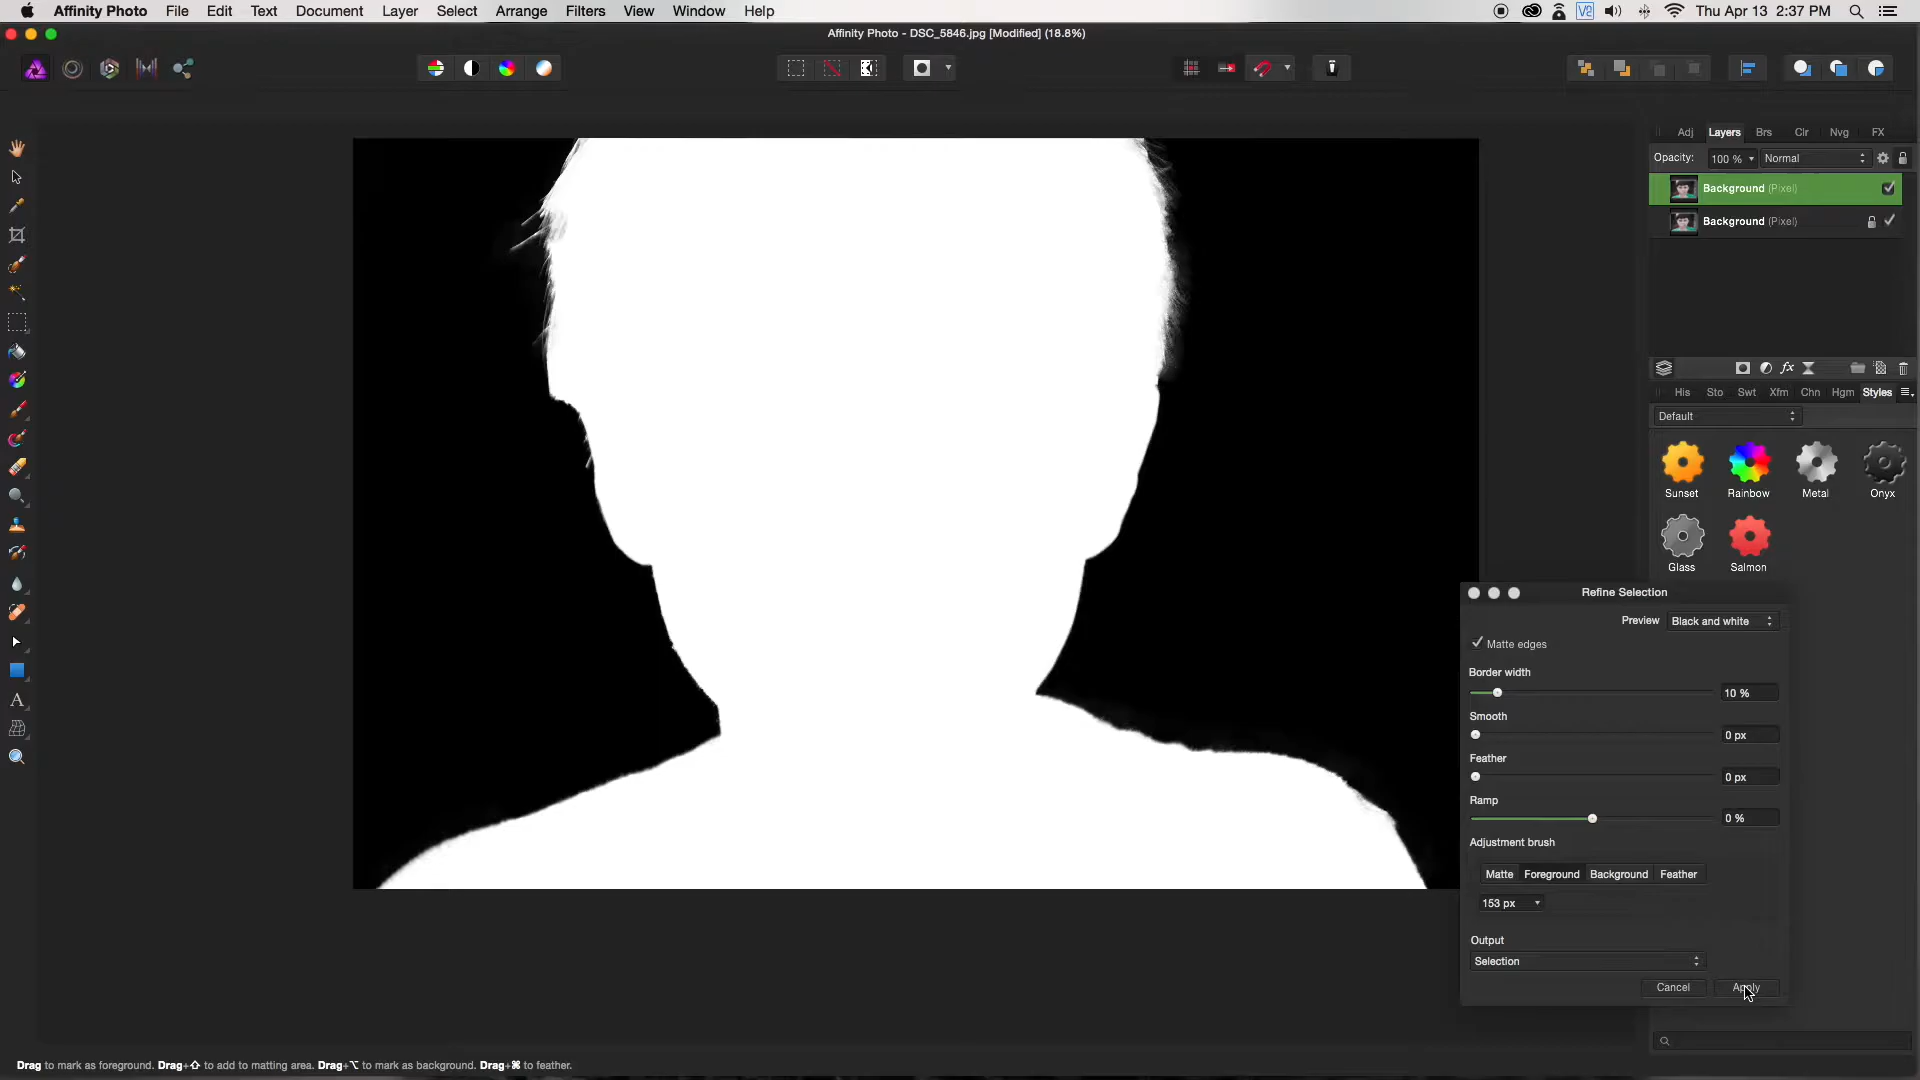 Affinity Photo File Edit Text Document Layer Select Arrange Filters View Window Help Thu Apr 13 2:37 PM
Affinity Photo - DSC_5846.jpg [Modified] (18.8%)
Adj Layers Brs Clr Nvg FX
Opacity: 100 % Normal
Background (Pixel)
Background (Pixel)
fx
His Sto Swt Xfm Chn Hgm Styles
Default
Sunset Rainbow Metal Onyx
Glass Salmon
Refine Selection
Preview Black and white
Matte edges
Border width
10 %
Smooth
0 px
Feather
0 px
Ramp
0 %
Adjustment brush
Matte Foreground Background Feather
153 px
Output
Selection
Cancel Apply
Drag to mark as foreground. Drag+⇧ to add to matting area. Drag+⌥ to mark as background. Drag+⌘ to feather.